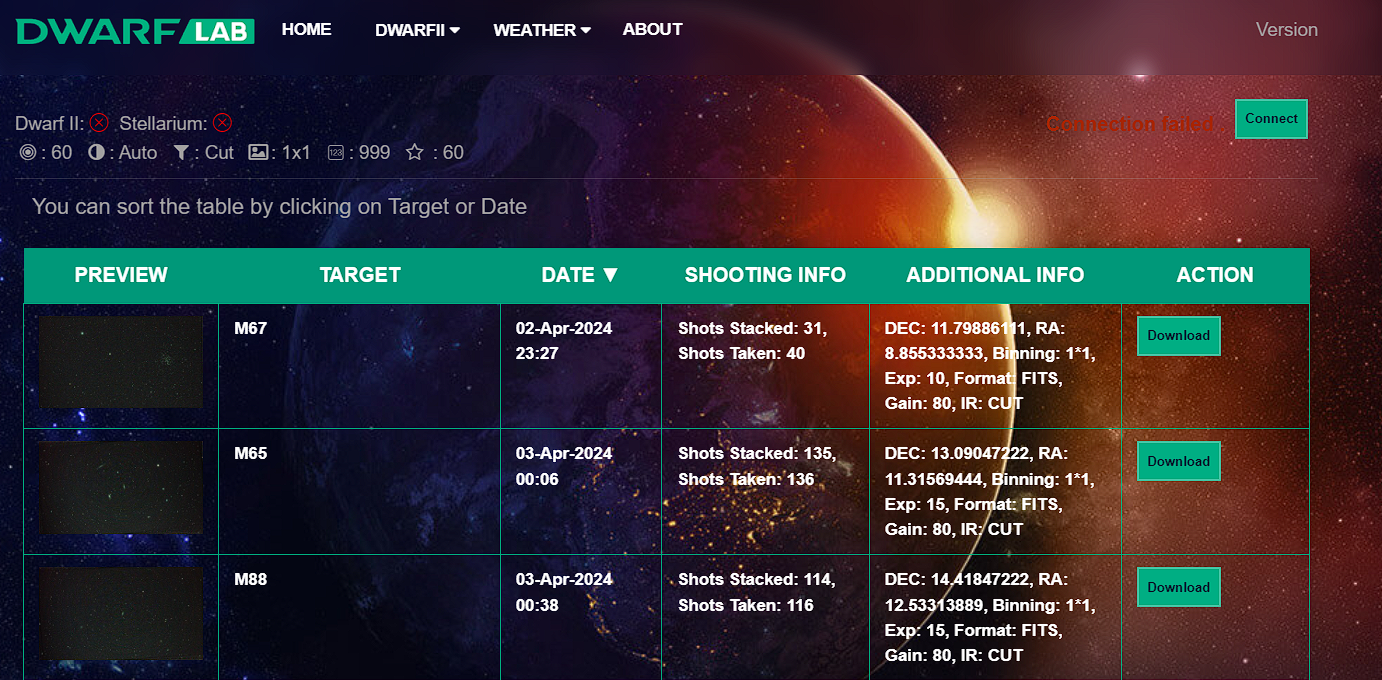 DWARFLAB HOME DWARFII WEATHER ABOUT Version
Dwarf II: Stellarium: Connection failed. Connect
: 60 : Auto : Cut : 1x1 123 : 999 : 60
You can sort the table by clicking on Target or Date
PREVIEW TARGET DATE ▼ SHOOTING INFO ADDITIONAL INFO ACTION
M67 02-Apr-2024 Shots Stacked: 31, DEC: 11.79886111, RA: Download
23:27 Shots Taken: 40 8.855333333, Binning: 1*1,
Exp: 10, Format: FITS,
Gain: 80, IR: CUT
M65 03-Apr-2024 Shots Stacked: 135, DEC: 13.09047222, RA: Download
00:06 Shots Taken: 136 11.31569444, Binning: 1*1,
Exp: 15, Format: FITS,
Gain: 80, IR: CUT
M88 03-Apr-2024 Shots Stacked: 114, DEC: 14.41847222, RA: Download
00:38 Shots Taken: 116 12.53313889, Binning: 1*1,
Exp: 15, Format: FITS,
Gain: 80, IR: CUT